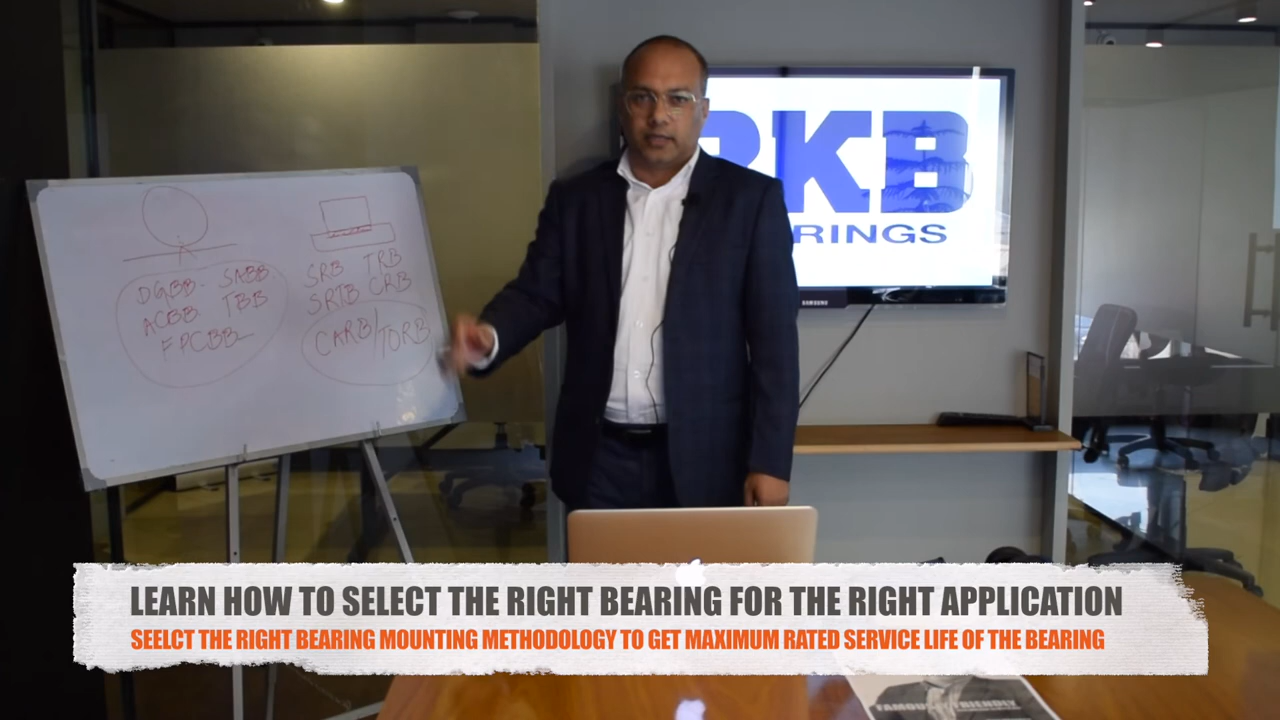 DGBB SABB
ACBB TBB
FPCBB
SRB TRB
SRTB CRB
CARB/TORB
RKB
RINGS
SAMSUNG
LEARN HOW TO SELECT THE RIGHT BEARING FOR THE RIGHT APPLICATION
SEELCT THE RIGHT BEARING MOUNTING METHODOLOGY TO GET MAXIMUM RATED SERVICE LIFE OF THE BEARING